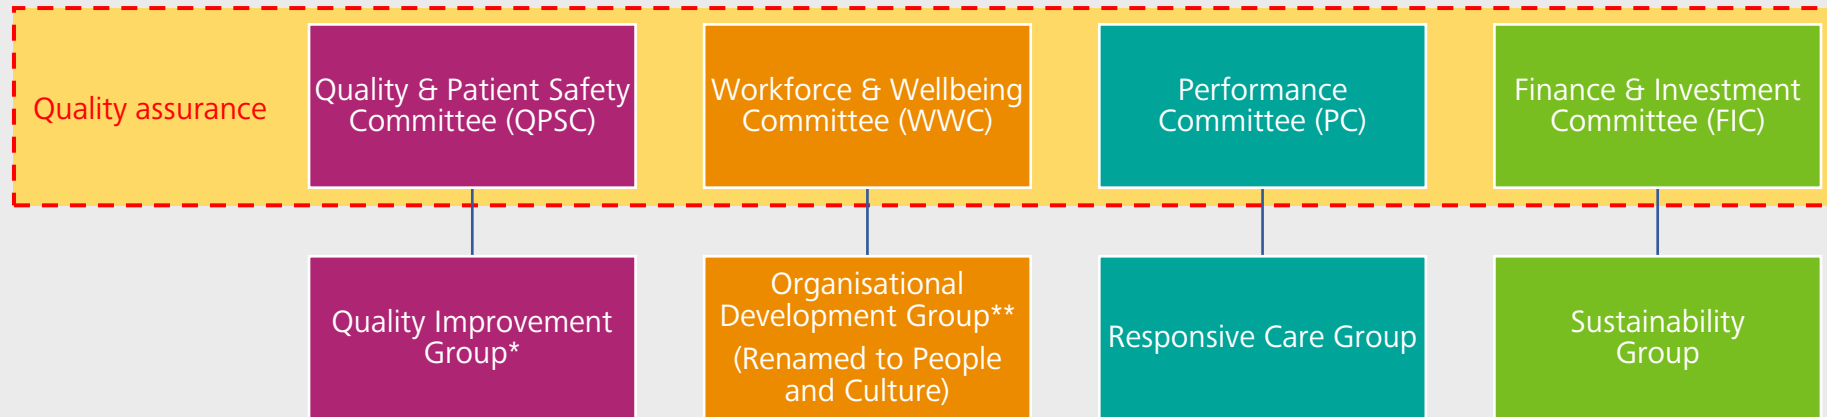 Quality assurance
Quality & Patient Safety
Committee (QPSC)
Workforce & Wellbeing
Committee (WWC)
Performance
Committee (PC)
Finance & Investment
Committee (FIC)
Quality Improvement
Group*
Organisational
Development Group**
(Renamed to People
and Culture)
Responsive Care Group
Sustainability
Group